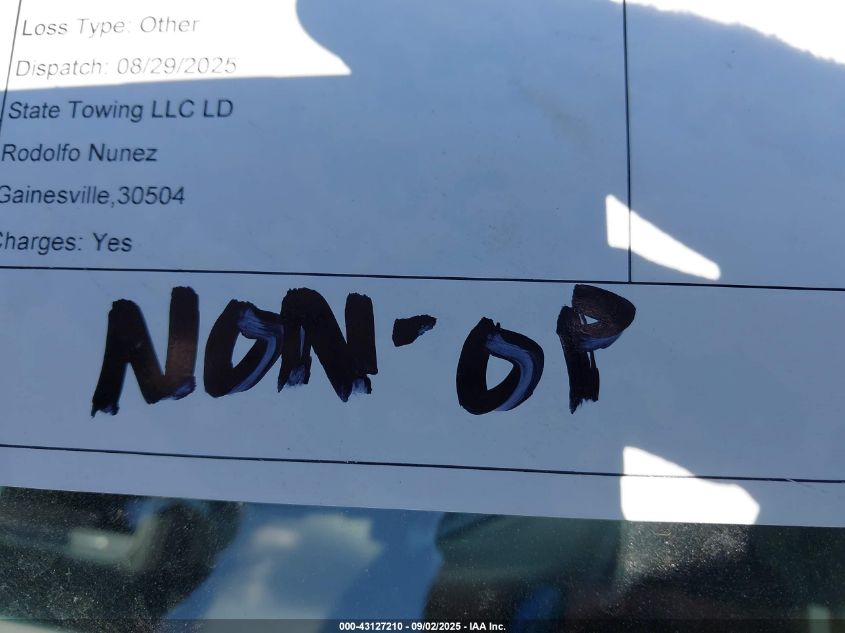 Loss Type: Other
Dispatch: 08/29/2025
State Towing LLC LD
Rodolfo Nunez
Gainesville,30504
Charges: Yes
NON-OP
000-43127210 - 09/02/2025 - IAA Inc.